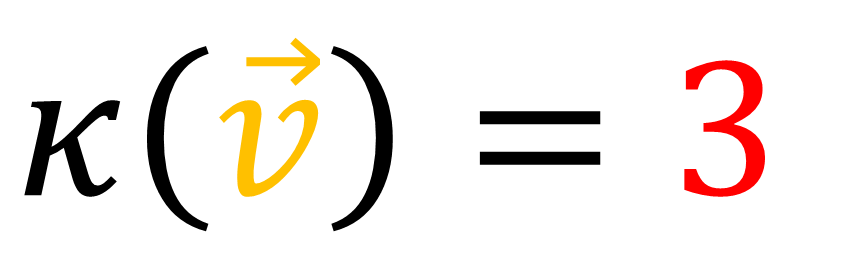 κ(v⃗) = 3